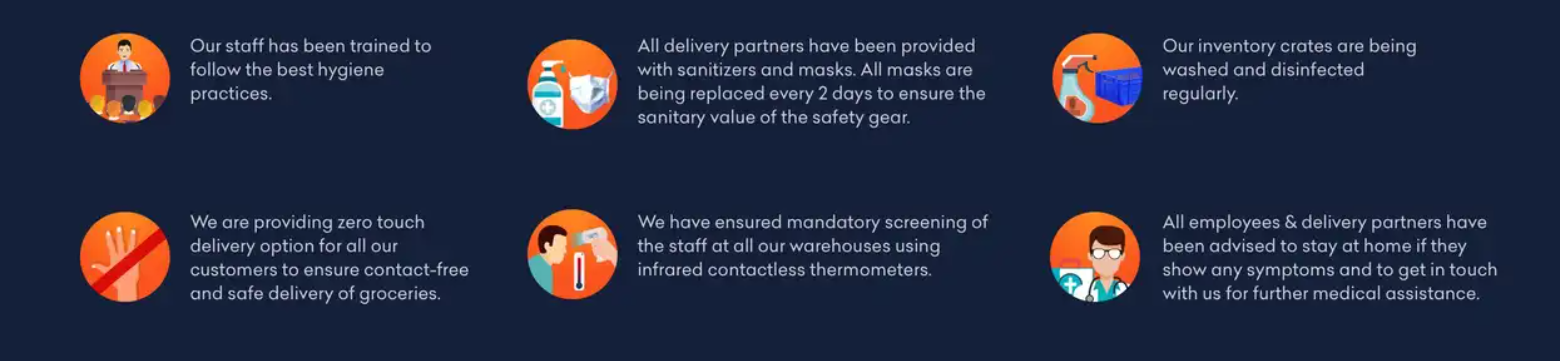 Our staff has been trained to
follow the best hygiene
practices.
All delivery partners have been provided
with sanitizers and masks. All masks are
being replaced every 2 days to ensure the
sanitary value of the safety gear.
Our inventory crates are being
washed and disinfected
regularly.
We are providing zero touch
delivery option for all our
customers to ensure contact-free
and safe delivery of groceries.
We have ensured mandatory screening of
the staff at all our warehouses using
infrared contactless thermometers.
All employees & delivery partners have
been advised to stay at home if they
show any symptoms and to get in touch
with us for further medical assistance.